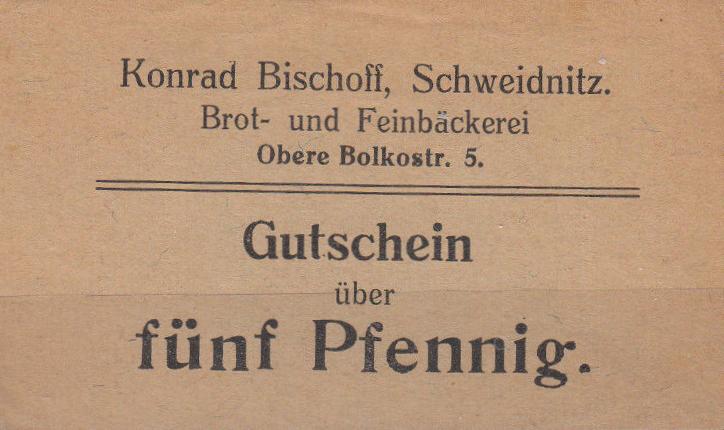 Konrad Bischoff, Schweidnitz.
Brot- und Feinbäckerei
Obere Bolkostr. 5.
Gutschein
über
fünf Pfennig.